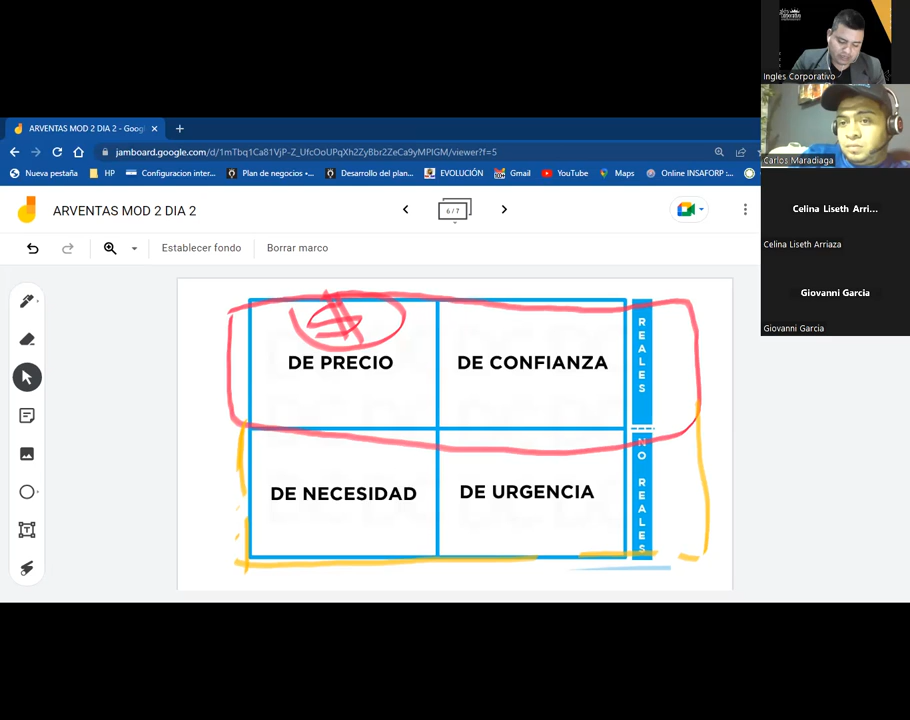 ARVENTAS MOD 2 DIA 2 - Goog
jamboard.google.com/d/1mTbq1Ca81VjP-Z_UfcOoUPqXh2ZyBbr2ZeCa9yMPIGM/viewer?f=5
Nueva pestaña
HP
Configuracion inter...
Plan de negocios •...
Desarrollo del plan...
EVOLUCIÓN
Gmail
YouTube
Maps
Online INSAFORP:...
ARVENTAS MOD 2 DIA 2
6 / 7
Establecer fondo
Borrar marco
$
DE PRECIO
DE CONFIANZA
REALES
DE NECESIDAD
DE URGENCIA
NO REALES
Ingles Corporativo
Carlos Maradiaga
Celina Liseth Arri...
Celina Liseth Arriaza
Giovanni Garcia
Giovanni Garcia